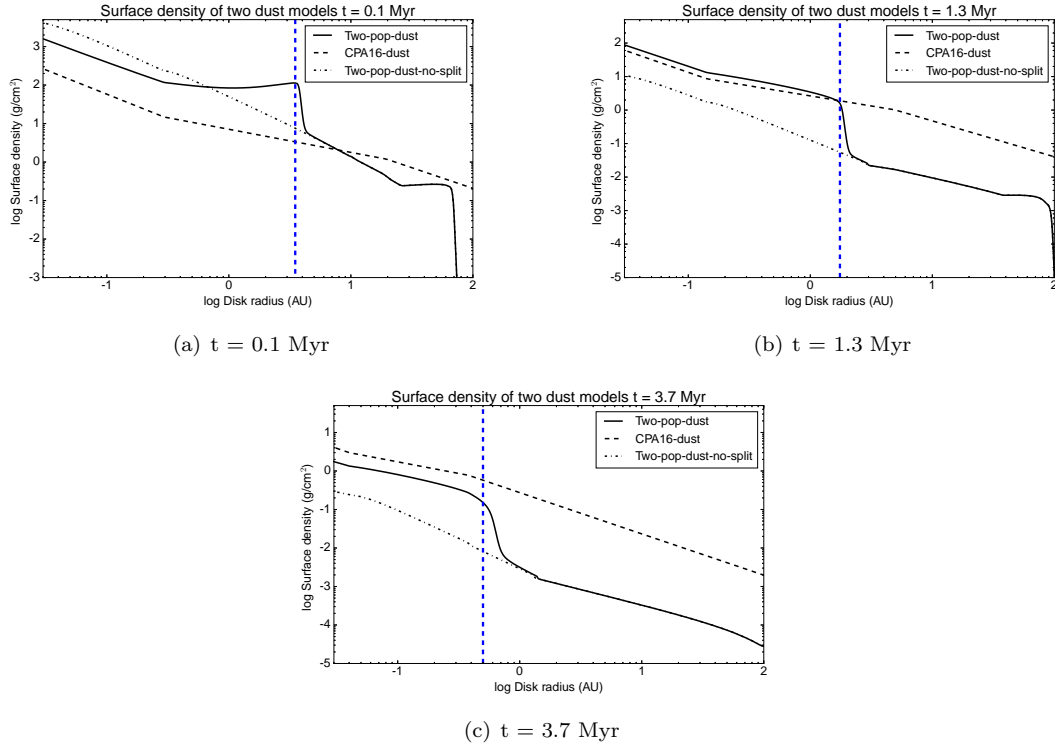 Surface density of two dust models t = 0.1 Myr
Two-pop-dust
CPA16-dust
Two-pop-dust-no-split
log Surface density (g/cm²)
3
2
1
0
-1
2
-3
-1
0
1
2
log Disk radius (AU)
(a) t = 0.1 Myr
Surface density of two dust models t = 1.3 Myr
Two-pop-dust
CPA16-dust
Two-pop-dust-no-split
log Surface density (g/cm²)
2
1
0
-1
-2
-3
-4
-5
-1
0
1
2
log Disk radius (AU)
(b) t = 1.3 Myr
Surface density of two dust models t = 3.7 Myr
Two-pop-dust
CPA16-dust
Two-pop-dust-no-split
log Surface density (g/cm²)
1
0
-1
-2
-3
-4
-5
-1
0
1
2
log Disk radius (AU)
(c) t = 3.7 Myr